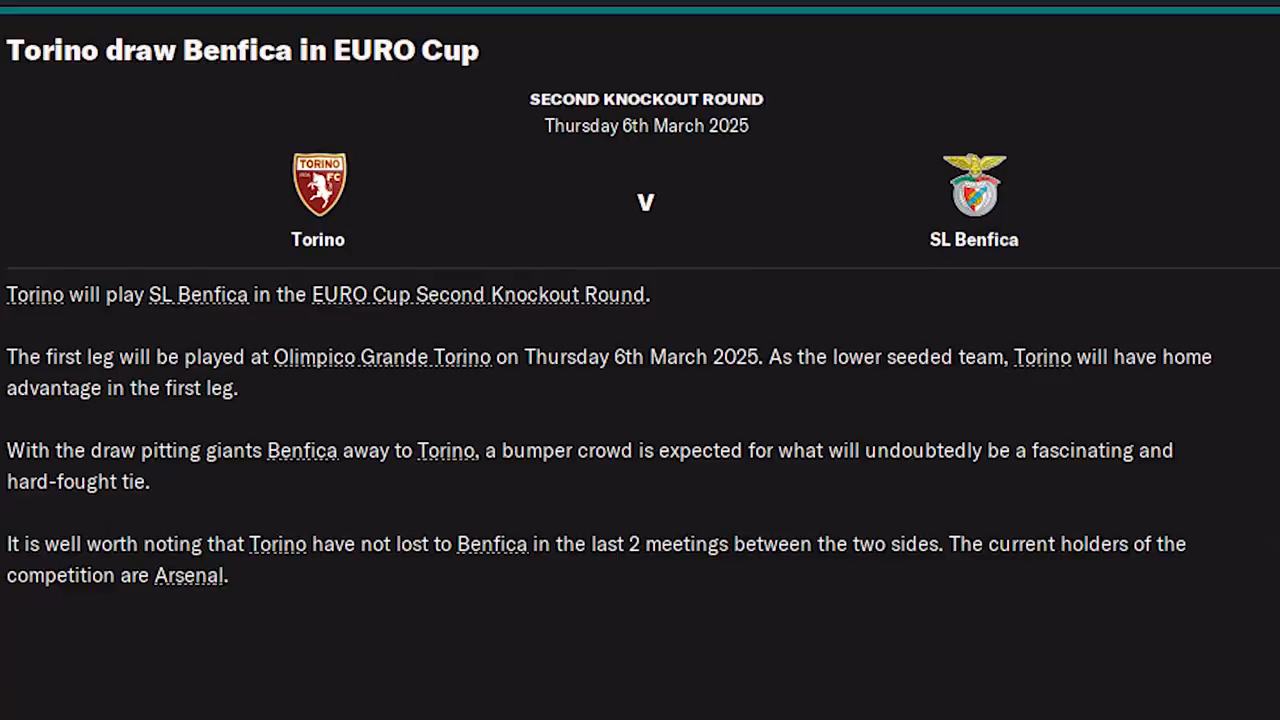 Torino draw Benfica in EURO Cup
SECOND KNOCKOUT ROUND
Thursday 6th March 2025
TORINO
FC
v
Torino
SL Benfica
Torino will play SL Benfica in the EURO Cup Second Knockout Round.
The first leg will be played at Olimpico Grande Torino on Thursday 6th March 2025. As the lower seeded team, Torino will have home
advantage in the first leg.
With the draw pitting giants Benfica away to Torino, a bumper crowd is expected for what will undoubtedly be a fascinating and
hard-fought tie.
It is well worth noting that Torino have not lost to Benfica in the last 2 meetings between the two sides. The current holders of the
competition are Arsenal.